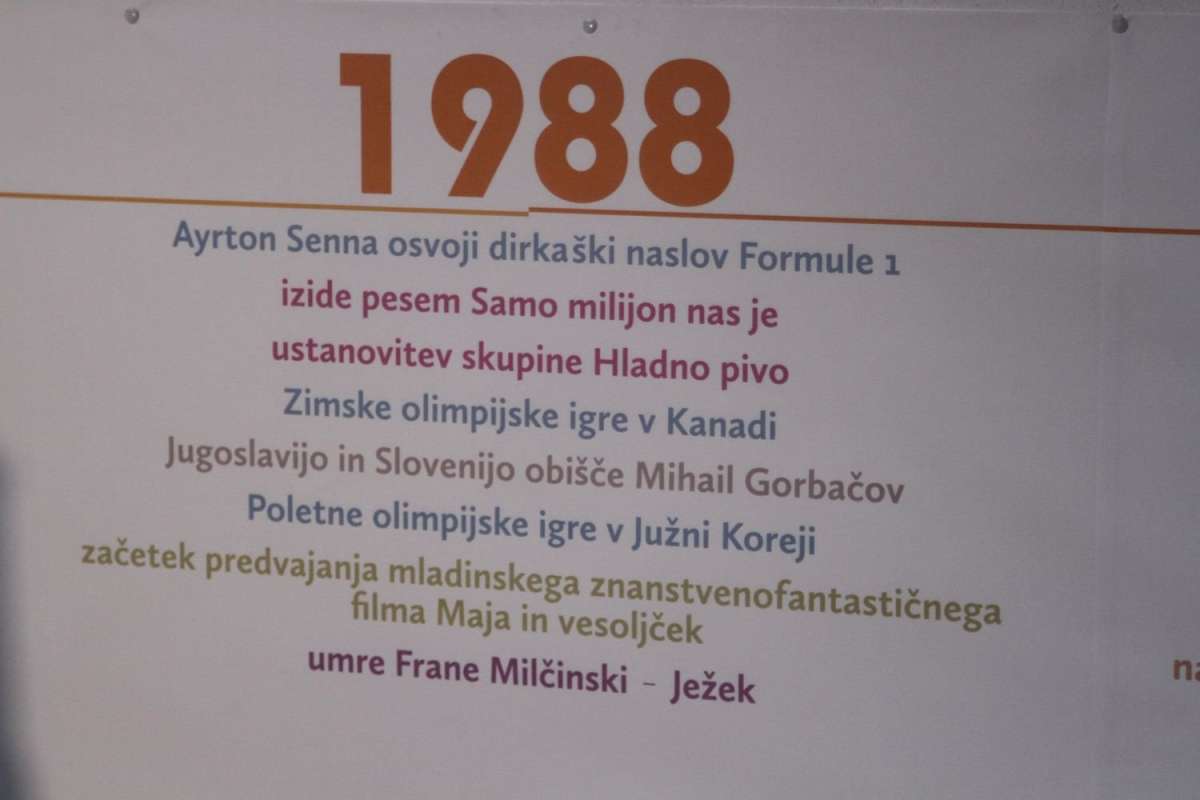 1988
Ayrton Senna osvoji dirkaški naslov Formule 1
izide pesem Samo milijon nas je
ustanovitev skupine Hladno pivo
Zimske olimpijske igre v Kanadi
Jugoslavijo in Slovenijo obišče Mihail Gorbačov
Poletne olimpijske igre v Južni Koreji
začetek predvajanja mladinskega znanstvenofantastičnega
filma Maja in vesoljček
umre Frane Milčinski - Ježek